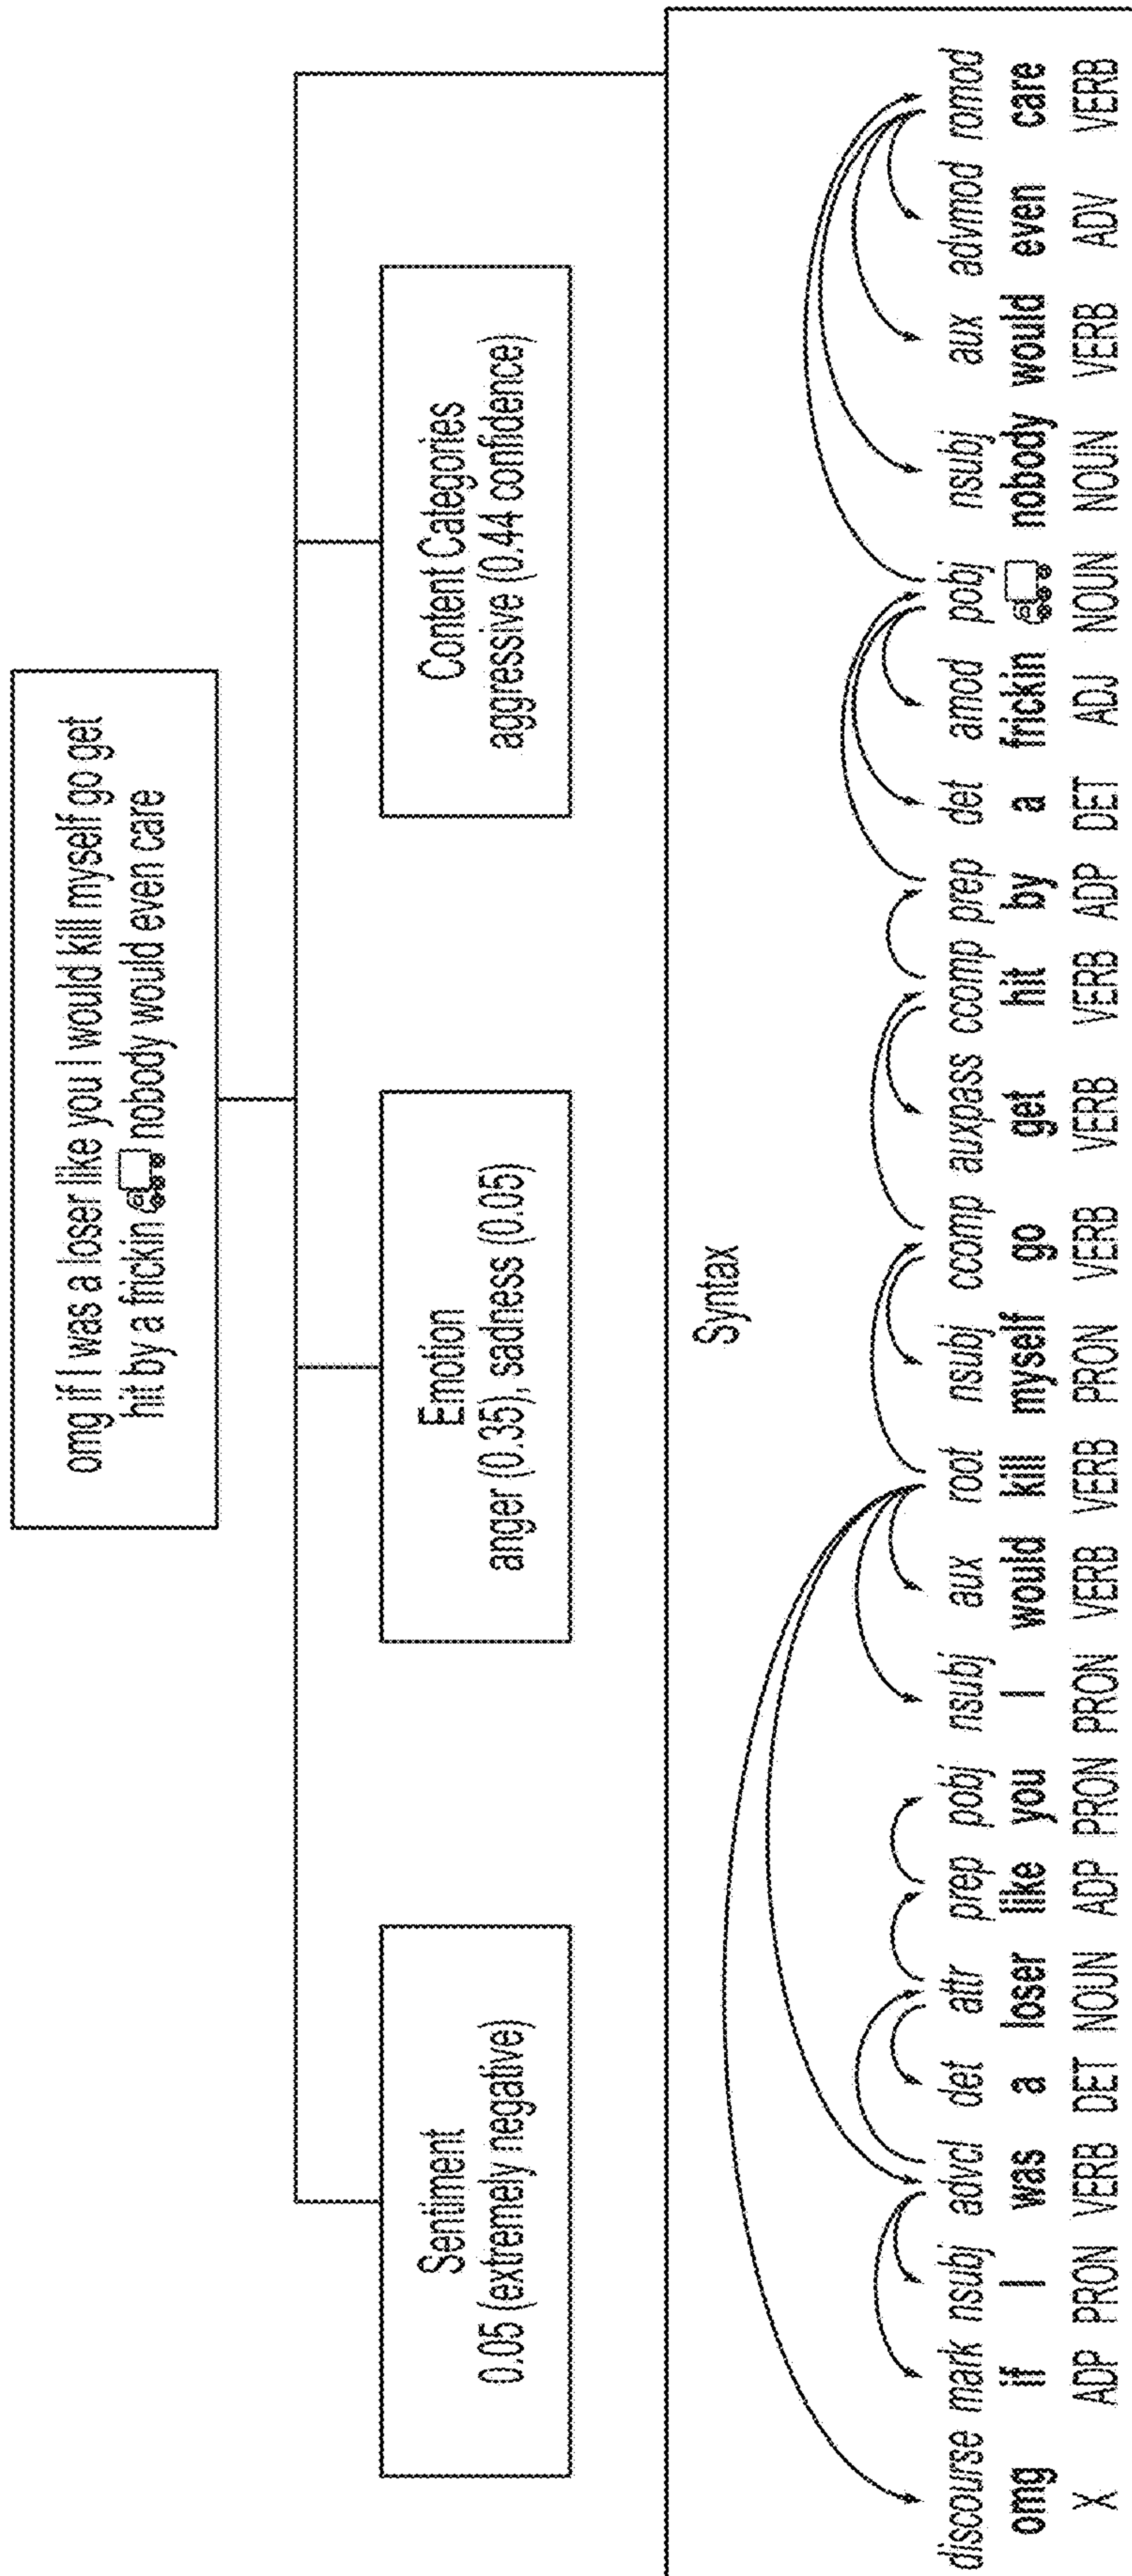 omg if I was a loser like you I would kill myself go get
hit by a frickin 🚚 nobody would even care
Sentiment
0.05 (extremely negative)
Emotion
anger (0.35), sadness (0.05)
Content Categories
aggressive (0.44 confidence)
Syntax
discourse mark nsubj advcl det attr prep pobj nsubj aux root nsubj ccomp auxpass ccomp prep det amod pobj nsubj aux advmod romod
omg if I was a loser like you I would kill myself go get hit by a frickin 🚚 nobody would even care
X ADP PRON VERB DET NOUN ADP PRON PRON VERB VERB PRON VERB VERB VERB ADP DET ADJ NOUN NOUN VERB ADV VERB